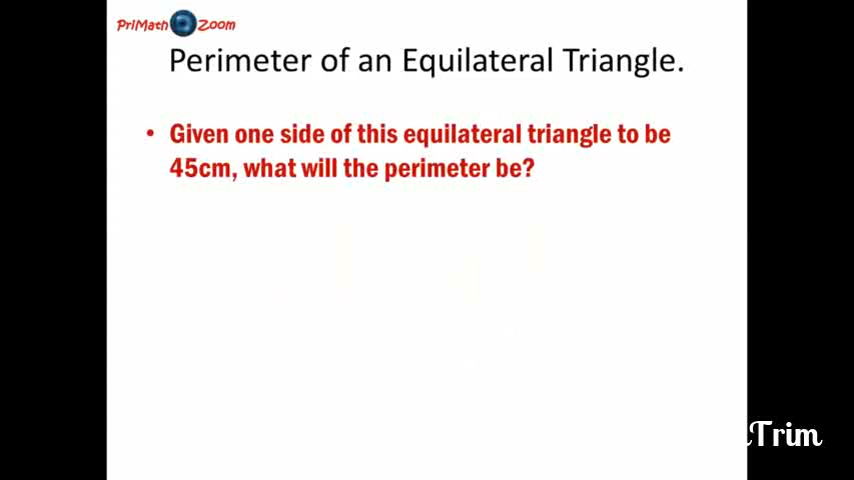 PriMath Zoom
Perimeter of an Equilateral Triangle.
• Given one side of this equilateral triangle to be
45cm, what will the perimeter be?
Trim